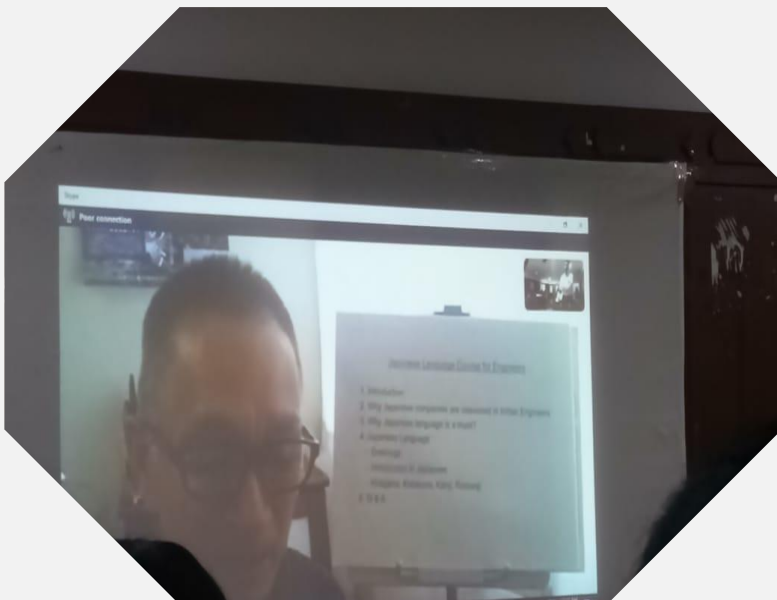 Skype
Poor connection
Japanese Language Course for Engineers
1. Introduction
2. Why Japanese companies are interested in Indian Engineers
3. Why Japanese language is a must?
4. Japanese Language
- Greetings
- Introduction in Japanese
- Hiragana, Katakana, Kanji, Romanji
5. Q & A